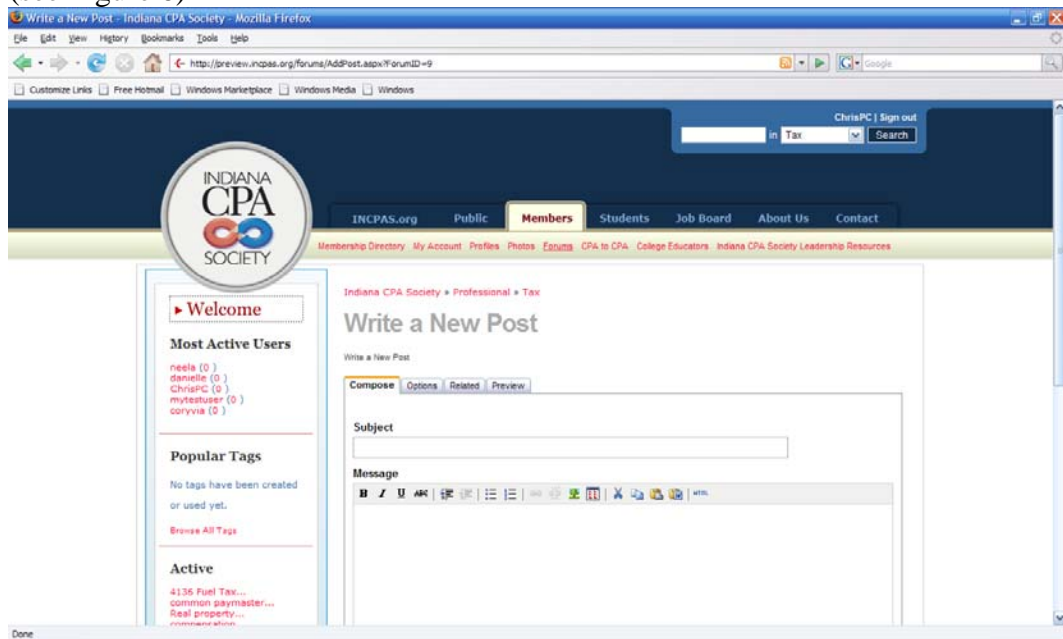 Write a New Post - Indiana CPA Society - Mozilla Firefox
File Edit View History Bookmarks Tools Help
http://preview.incpas.org/forums/AddPost.aspx?ForumID=9
Google
Customize Links Free Hotmail Windows Marketplace Windows Media Windows
ChrisPC | Sign out
in Tax Search
INDIANA
CPA
SOCIETY
INCPAS.org Public Members Students Job Board About Us Contact
Membership Directory My Account Profiles Photos Forums CPA to CPA College Educators Indiana CPA Society Leadership Resources
Indiana CPA Society » Professional » Tax
Write a New Post
Write a New Post
Compose Options Related Preview
Subject
Message
B I U ABC HTML
Welcome
Most Active Users
neela (0 )
danielle (0 )
ChrisPC (0 )
mytestuser (0 )
coryvia (0 )
Popular Tags
No tags have been created
or used yet.
Browse All Tags
Active
4136 Fuel Tax...
common paymaster...
Real property...
Done